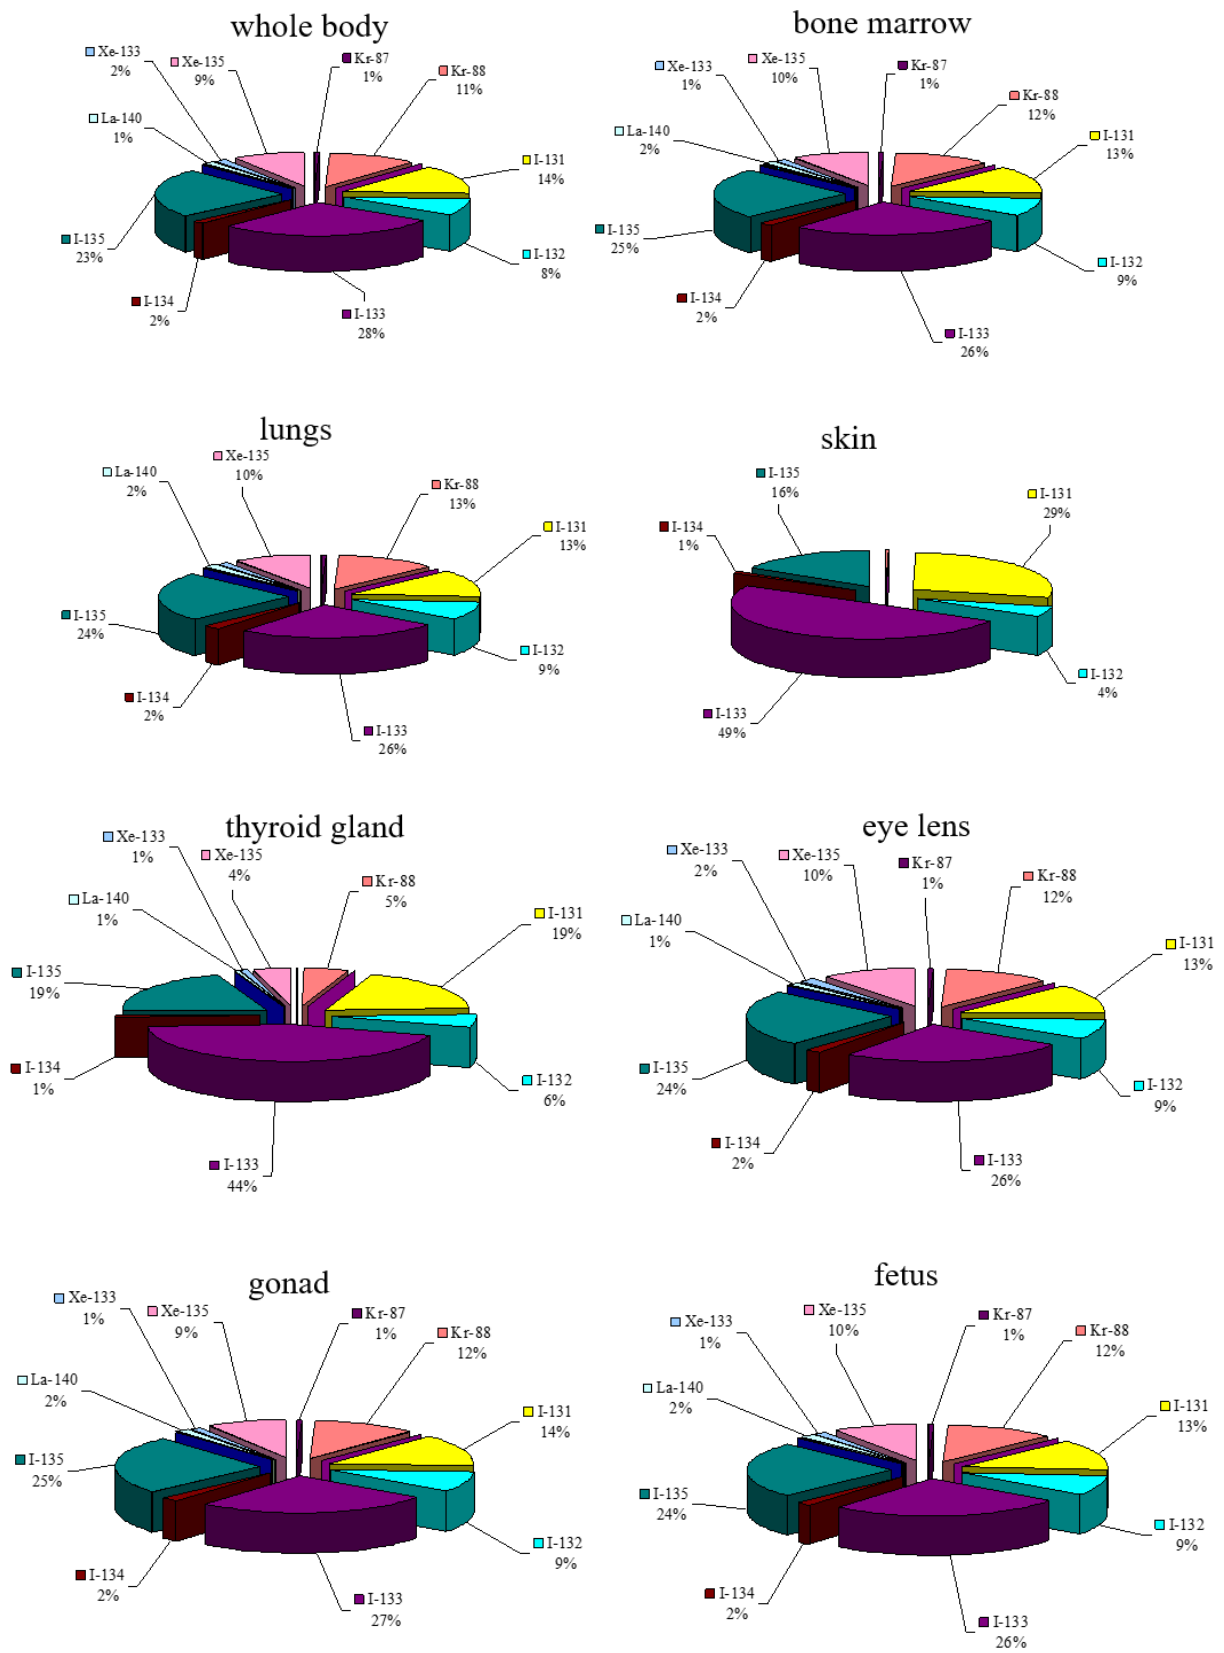 whole body
Xe-133
2%
Xe-135
9%
Kr-87
1%
Kr-88
11%
La-140
1%
I-131
14%
I-135
23%
I-132
8%
I-134
2%
I-133
28%
bone marrow
Xe-133
1%
Xe-135
10%
Kr-87
1%
Kr-88
12%
La-140
2%
I-131
13%
I-135
25%
I-132
9%
I-134
2%
I-133
26%
lungs
La-140
2%
Xe-135
10%
Kr-88
13%
I-131
13%
I-135
24%
I-132
9%
I-134
2%
I-133
26%
skin
I-135
16%
I-131
29%
I-134
1%
I-132
4%
I-133
49%
thyroid gland
Xe-133
1%
Xe-135
4%
Kr-88
5%
La-140
1%
I-131
19%
I-135
19%
I-134
1%
I-132
6%
I-133
44%
eye lens
Xe-133
2%
Xe-135
10%
Kr-87
1%
Kr-88
12%
La-140
1%
I-131
13%
I-135
24%
I-132
9%
I-134
2%
I-133
26%
gonad
Xe-133
1%
Xe-135
9%
Kr-87
1%
Kr-88
12%
La-140
2%
I-131
14%
I-135
25%
I-132
9%
I-134
2%
I-133
27%
fetus
Xe-133
1%
Xe-135
10%
Kr-87
1%
Kr-88
12%
La-140
2%
I-131
13%
I-135
24%
I-132
9%
I-134
2%
I-133
26%